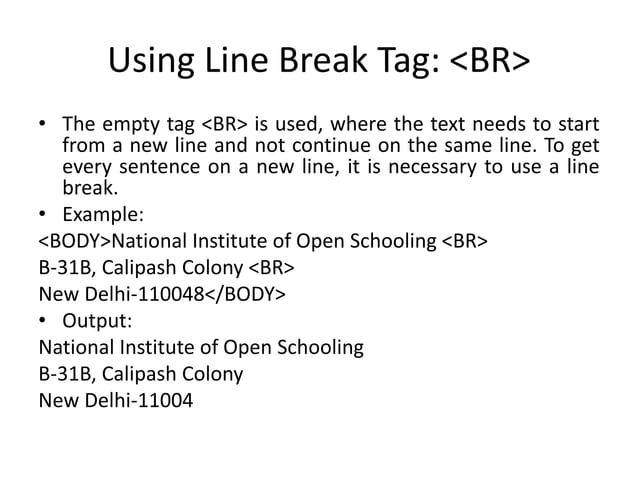 Using Line Break Tag: <BR>
• The empty tag <BR> is used, where the text needs to start
from a new line and not continue on the same line. To get
every sentence on a new line, it is necessary to use a line
break.
• Example:
<BODY>National Institute of Open Schooling <BR>
B-31B, Calipash Colony <BR>
New Delhi-110048</BODY>
• Output:
National Institute of Open Schooling
B-31B, Calipash Colony
New Delhi-11004